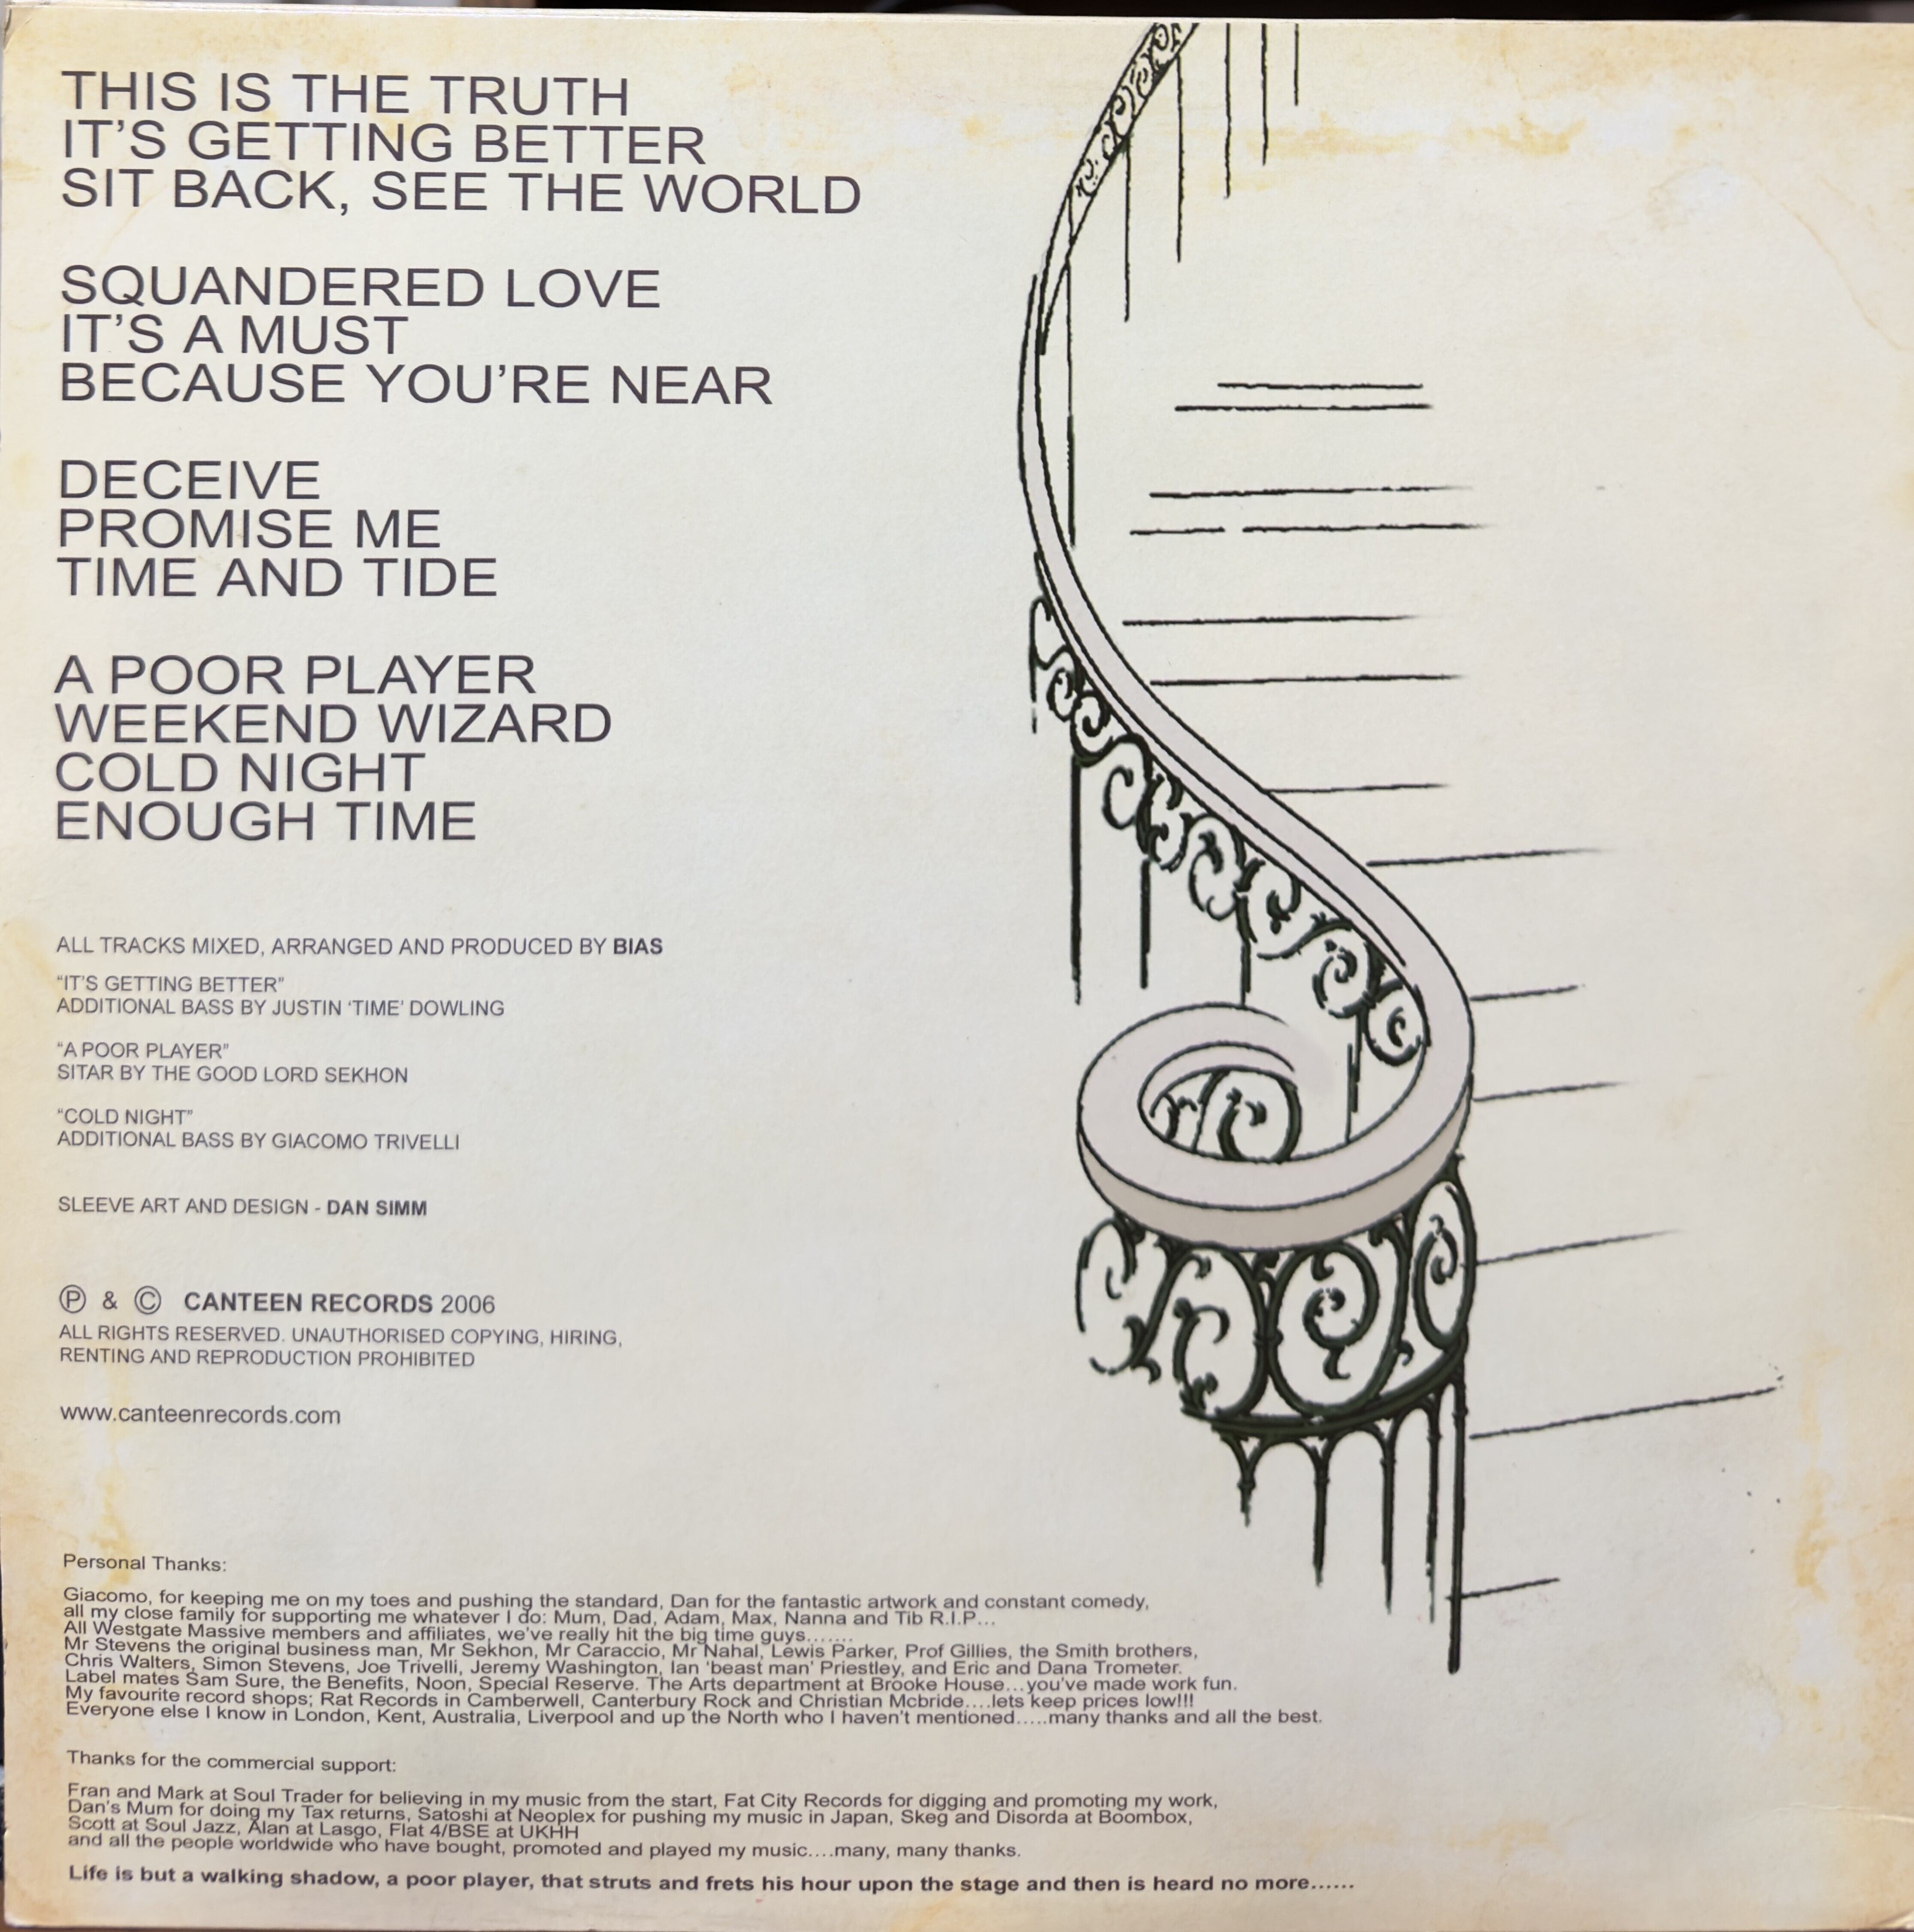 THIS IS THE TRUTH
IT'S GETTING BETTER
SIT BACK, SEE THE WORLD
SQUANDERED LOVE
IT'S A MUST
BECAUSE YOU'RE NEAR
DECEIVE
PROMISE ME
TIME AND TIDE
A POOR PLAYER
WEEKEND WIZARD
COLD NIGHT
ENOUGH TIME
ALL TRACKS MIXED, ARRANGED AND PRODUCED BY BIAS
“IT'S GETTING BETTER”
ADDITIONAL BASS BY JUSTIN ‘TIME’ DOWLING
“A POOR PLAYER”
SITAR BY THE GOOD LORD SEKHON
“COLD NIGHT”
ADDITIONAL BASS BY GIACOMO TRIVELLI
SLEEVE ART AND DESIGN - DAN SIMM
Ⓟ & © CANTEEN RECORDS 2006
ALL RIGHTS RESERVED. UNAUTHORISED COPYING, HIRING,
RENTING AND REPRODUCTION PROHIBITED
www.canteenrecords.com
Personal Thanks:
Giacomo, for keeping me on my toes and pushing the standard, Dan for the fantastic artwork and constant comedy,
all my close family for supporting me whatever I do: Mum, Dad, Adam, Max, Nanna and Tib R.I.P...
All Westgate Massive members and affiliates, we've really hit the big time guys.......
Mr Stevens the original business man, Mr Sekhon, Mr Caraccio, Mr Nahal, Lewis Parker, Prof Gillies, the Smith brothers,
Chris Walters, Simon Stevens, Joe Trivelli, Jeremy Washington, Ian ‘beast man’ Priestley, and Eric and Dana Trometer.
Label mates Sam Sure, the Benefits, Noon, Special Reserve. The Arts department at Brooke House...you've made work fun.
My favourite record shops; Rat Records in Camberwell, Canterbury Rock and Christian Mcbride....lets keep prices low!!!
Everyone else I know in London, Kent, Australia, Liverpool and up the North who I haven't mentioned.....many thanks and all the best.
Thanks for the commercial support:
Fran and Mark at Soul Trader for believing in my music from the start, Fat City Records for digging and promoting my work,
Dan's Mum for doing my Tax returns, Satoshi at Neoplex for pushing my music in Japan, Skeg and Disorda at Boombox,
Scott at Soul Jazz, Alan at Lasgo, Flat 4/BSE at UKHH
and all the people worldwide who have bought, promoted and played my music....many, many thanks.
Life is but a walking shadow, a poor player, that struts and frets his hour upon the stage and then is heard no more......